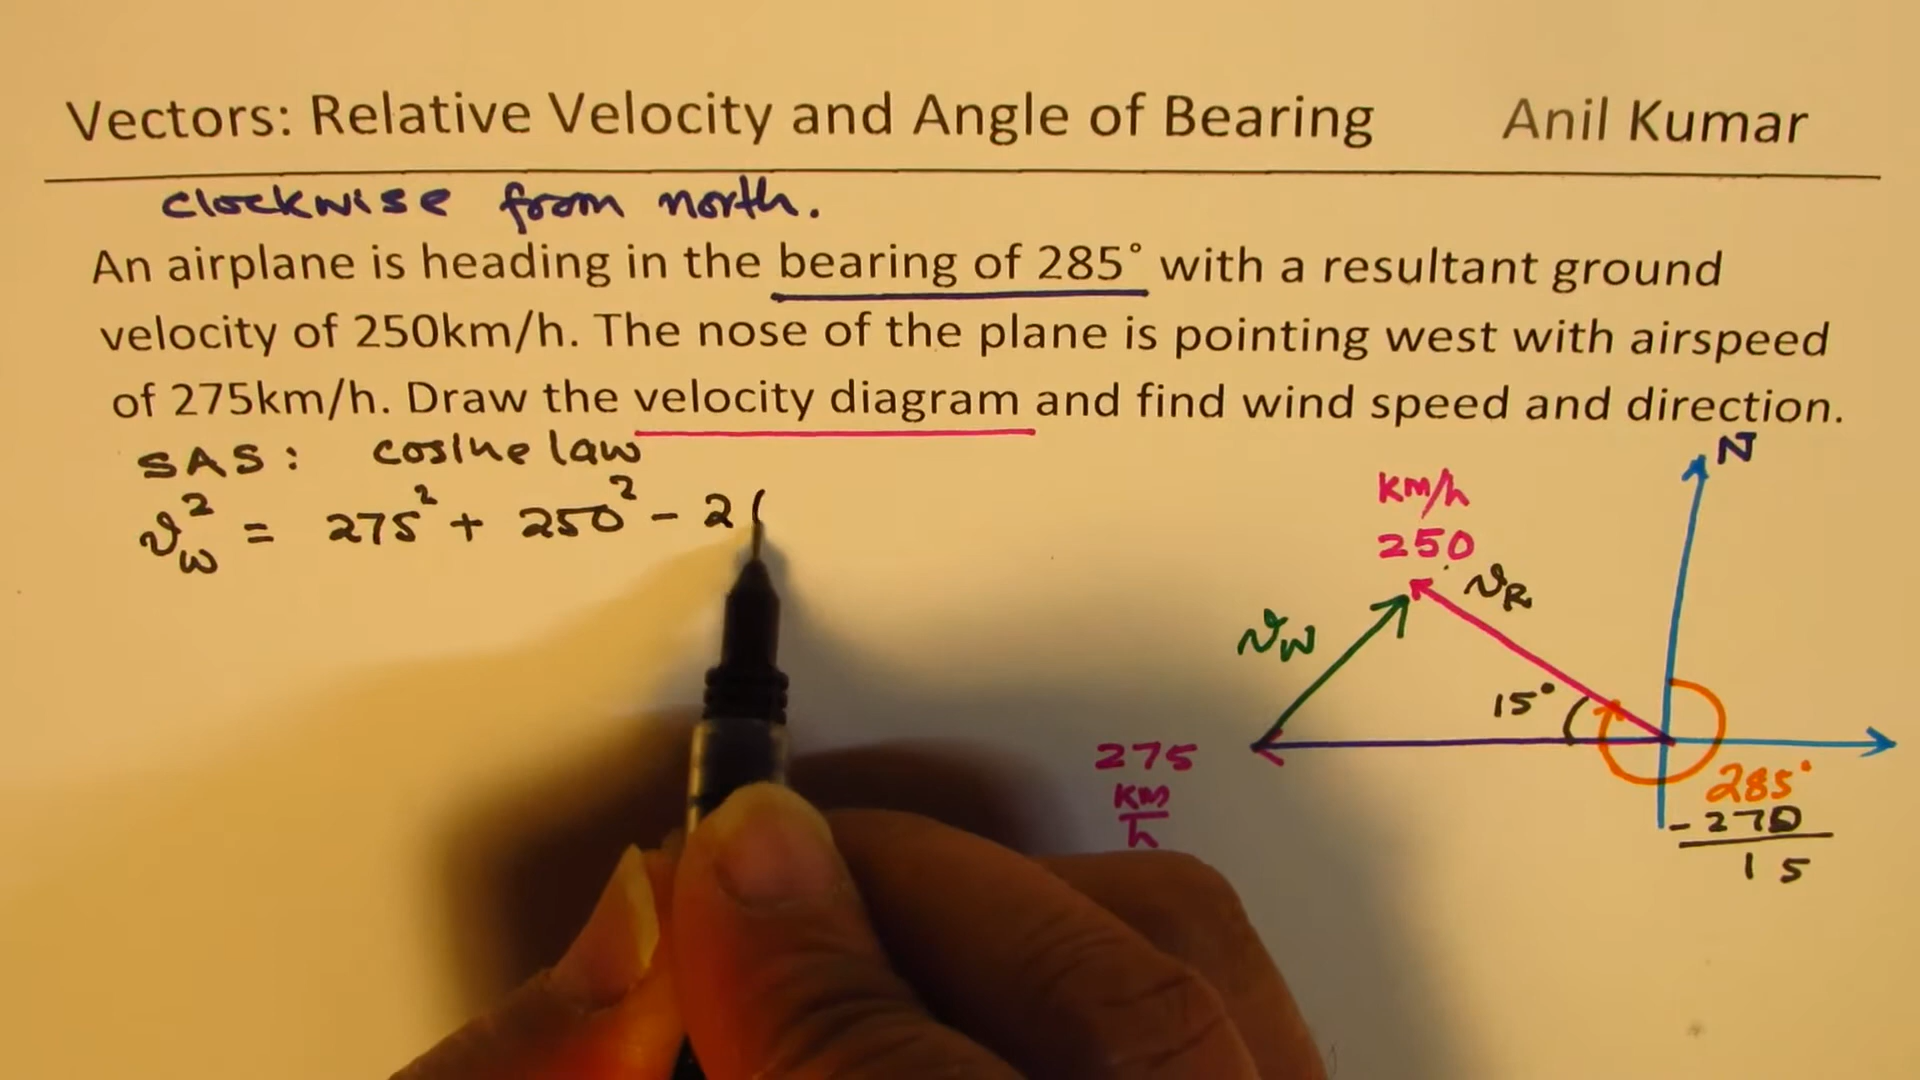 Vectors: Relative Velocity and Angle of Bearing Anil Kumar
clockwise from north.
An airplane is heading in the bearing of 285° with a resultant ground
velocity of 250km/h. The nose of the plane is pointing west with airspeed
of 275km/h. Draw the velocity diagram and find wind speed and direction.
SAS: cosine law
v_w² = 275² + 250² - 2(
N
km/h
250
v_R
v_W
15°
275
km
h
285°
-270
15